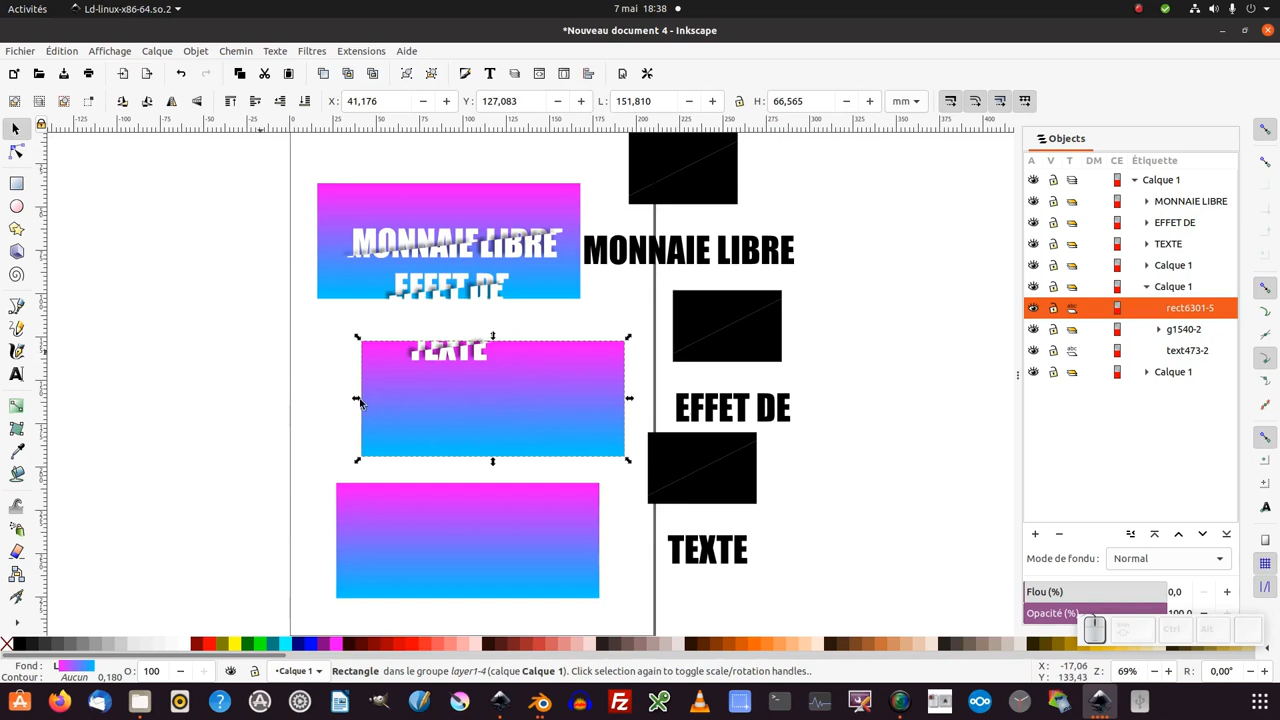 Activités Ld-linux-x86-64.so.2 7 mai 18:38
*Nouveau document 4 - Inkscape
Fichier Édition Affichage Calque Objet Chemin Texte Filtres Extensions Aide
X: 41,176 Y: 127,083 L: 151,810 H: 66,565 mm
Objects
A V T DM CE Étiquette
Calque 1
MONNAIE LIBRE
EFFET DE
TEXTE
Calque 1
Calque 1
rect6301-5
g1540-2
text473-2
Calque 1
MONNAIE LIBRE
EFFET DE
TEXTE
MONNAIE LIBRE
EFFET DE
TEXTE
Mode de fondu : Normal
Flou (%) 0,0
Opacité (%)
Ctrl Alt
Fond :
Contour : Aucun 0,180
O: 100
•Calque 1
Rectangle dans le groupe layer1-4 (calque Calque 1). Click selection again to toggle scale/rotation handles..
X: -17,06
Y: 133,43
Z: 69%
R: 0,00°